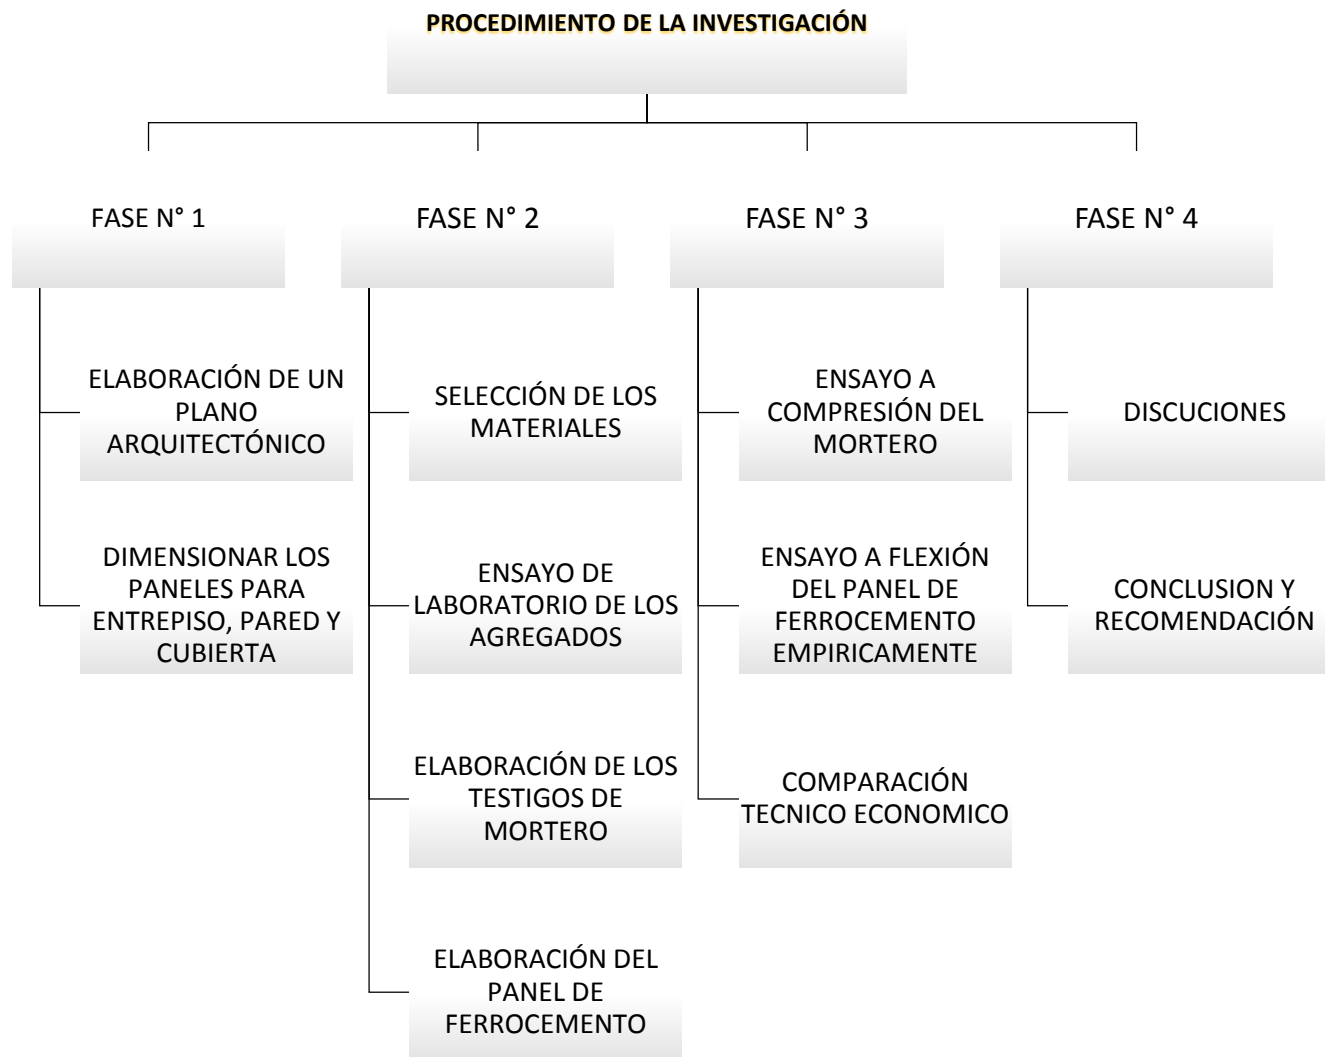 PROCEDIMIENTO DE LA INVESTIGACIÓN
FASE N° 1
ELABORACIÓN DE UN
PLANO
ARQUITECTÓNICO
DIMENSIONAR LOS
PANELES PARA
ENTREPISO, PARED Y
CUBIERTA
FASE N° 2
SELECCIÓN DE LOS
MATERIALES
ENSAYO DE
LABORATORIO DE LOS
AGREGADOS
ELABORACIÓN DE LOS
TESTIGOS DE
MORTERO
ELABORACIÓN DEL
PANEL DE
FERROCEMENTO
FASE N° 3
ENSAYO A
COMPRESIÓN DEL
MORTERO
ENSAYO A FLEXIÓN
DEL PANEL DE
FERROCEMENTO
EMPIRICAMENTE
COMPARACIÓN
TECNICO ECONOMICO
FASE N° 4
DISCUCIONES
CONCLUSION Y
RECOMENDACIÓN